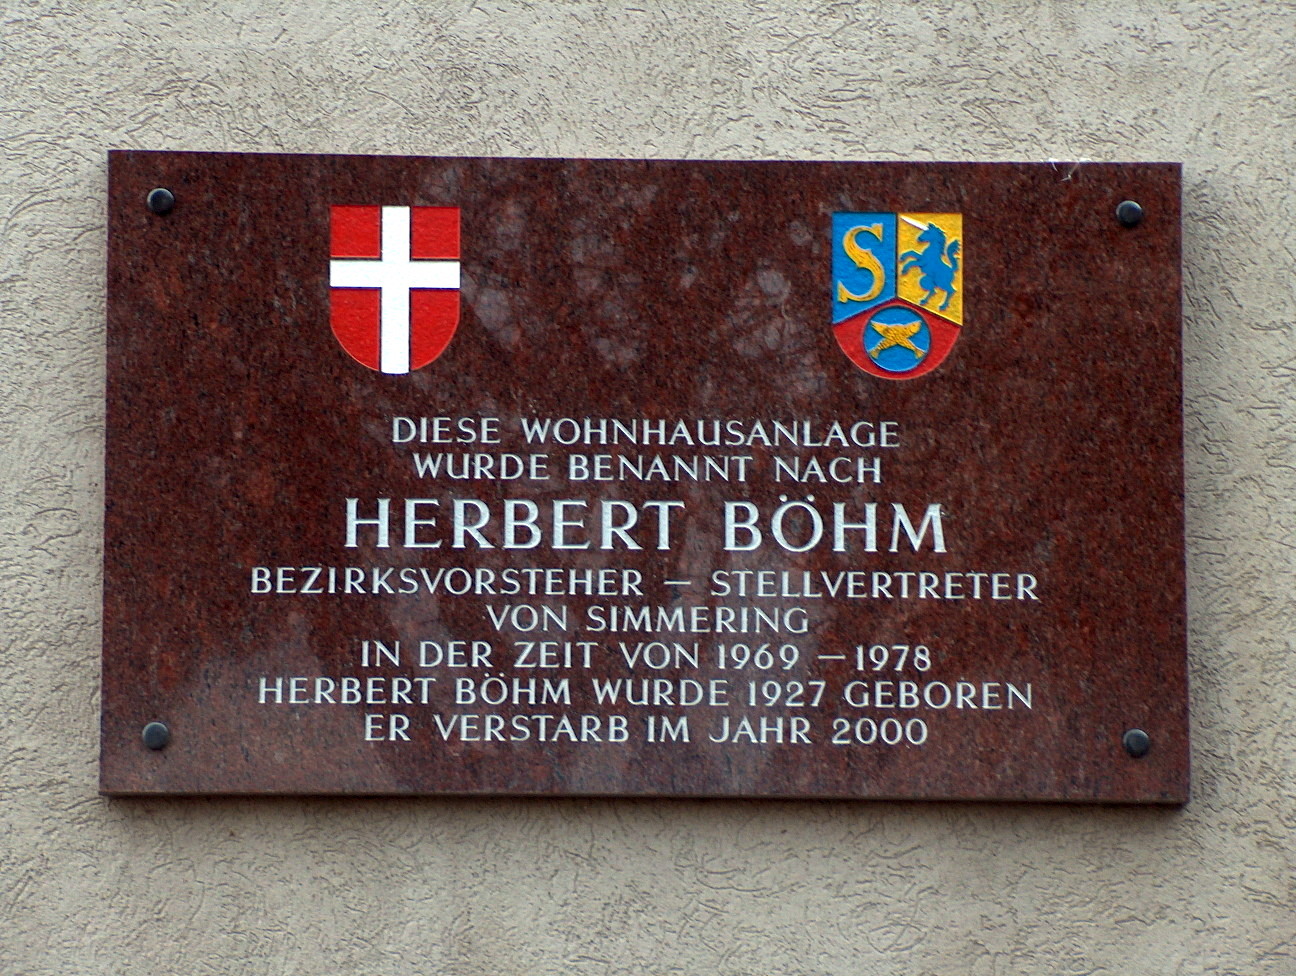 S
DIESE WOHNHAUSANLAGE
WURDE BENANNT NACH
HERBERT BÖHM
BEZIRKSVORSTEHER – STELLVERTRETER
VON SIMMERING
IN DER ZEIT VON 1969 – 1978
HERBERT BÖHM WURDE 1927 GEBOREN
ER VERSTARB IM JAHR 2000